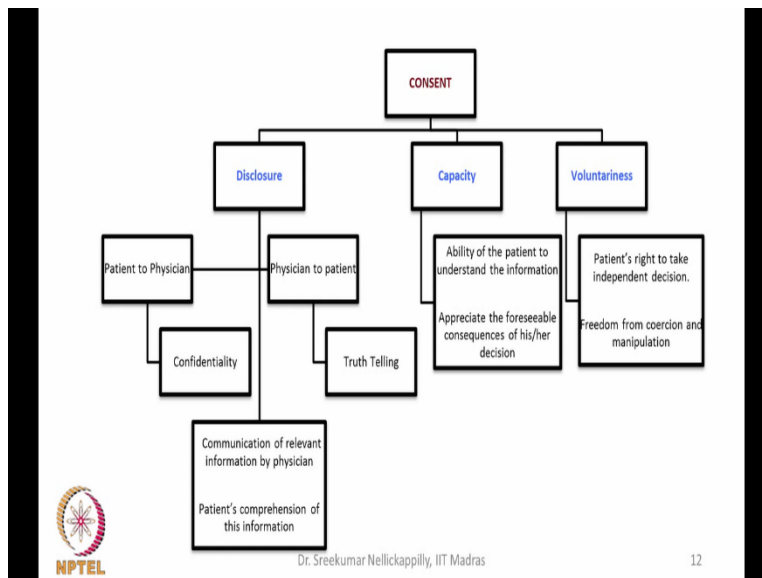 CONSENT
Disclosure
Capacity
Voluntariness
Patient to Physician
Physician to patient
Ability of the patient to
understand the information
Appreciate the foreseeable
consequences of his/her
decision
Patient's right to take
independent decision.
Freedom from coercion and
manipulation
Confidentiality
Truth Telling
Communication of relevant
information by physician
Patient's comprehension of
this information
NPTEL
Dr. Sreekumar Nellickappilly, IIT Madras
12